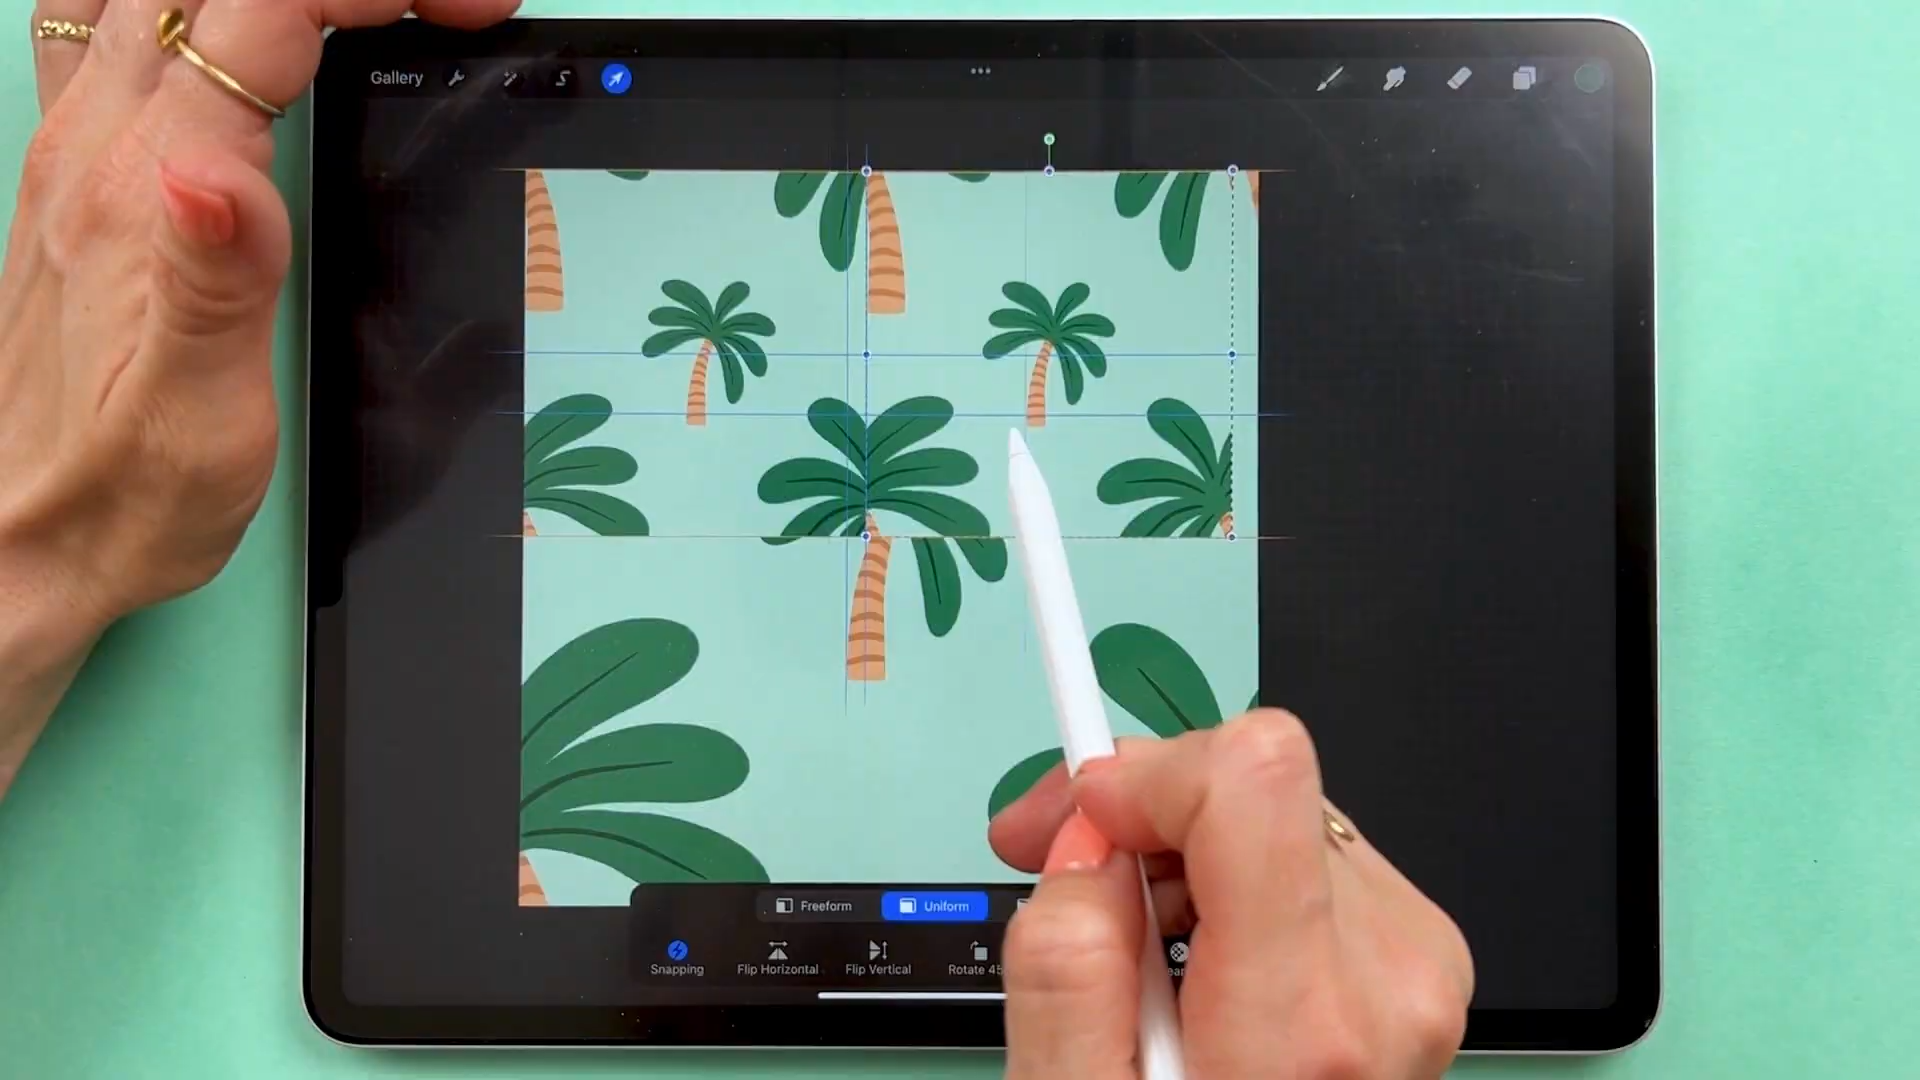 Gallery
Freeform
Uniform
Snapping
Flip Horizontal
Flip Vertical
Rotate 45